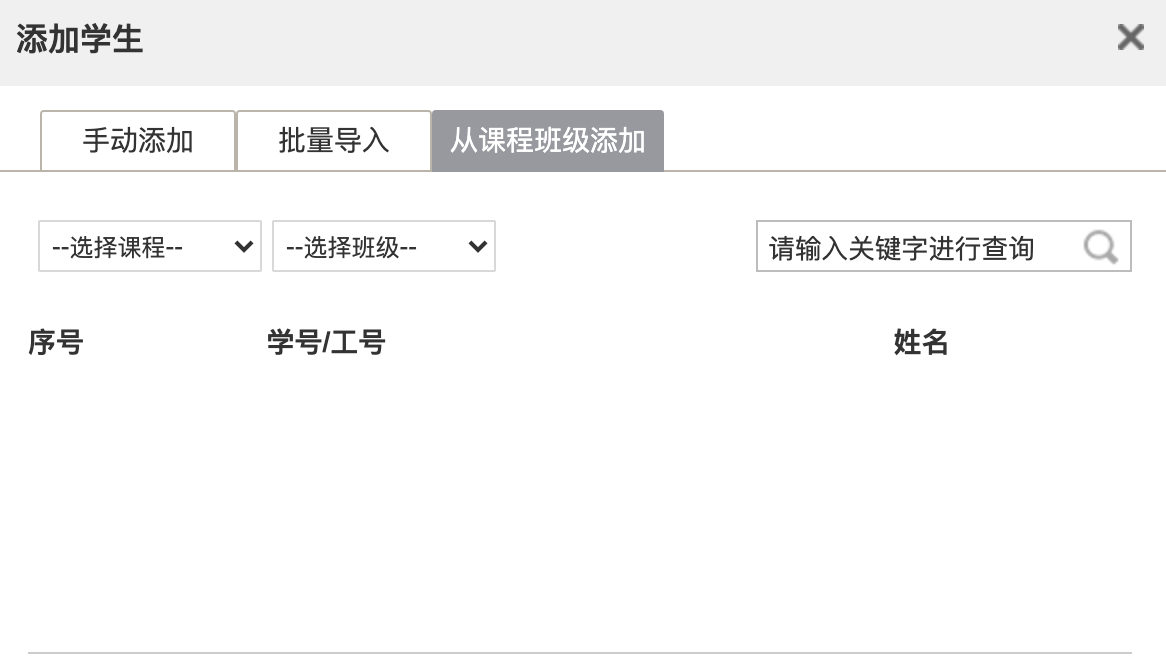 添加学生
手动添加 批量导入 从课程班级添加
--选择课程-- --选择班级-- 请输入关键字进行查询
序号 学号/工号 姓名